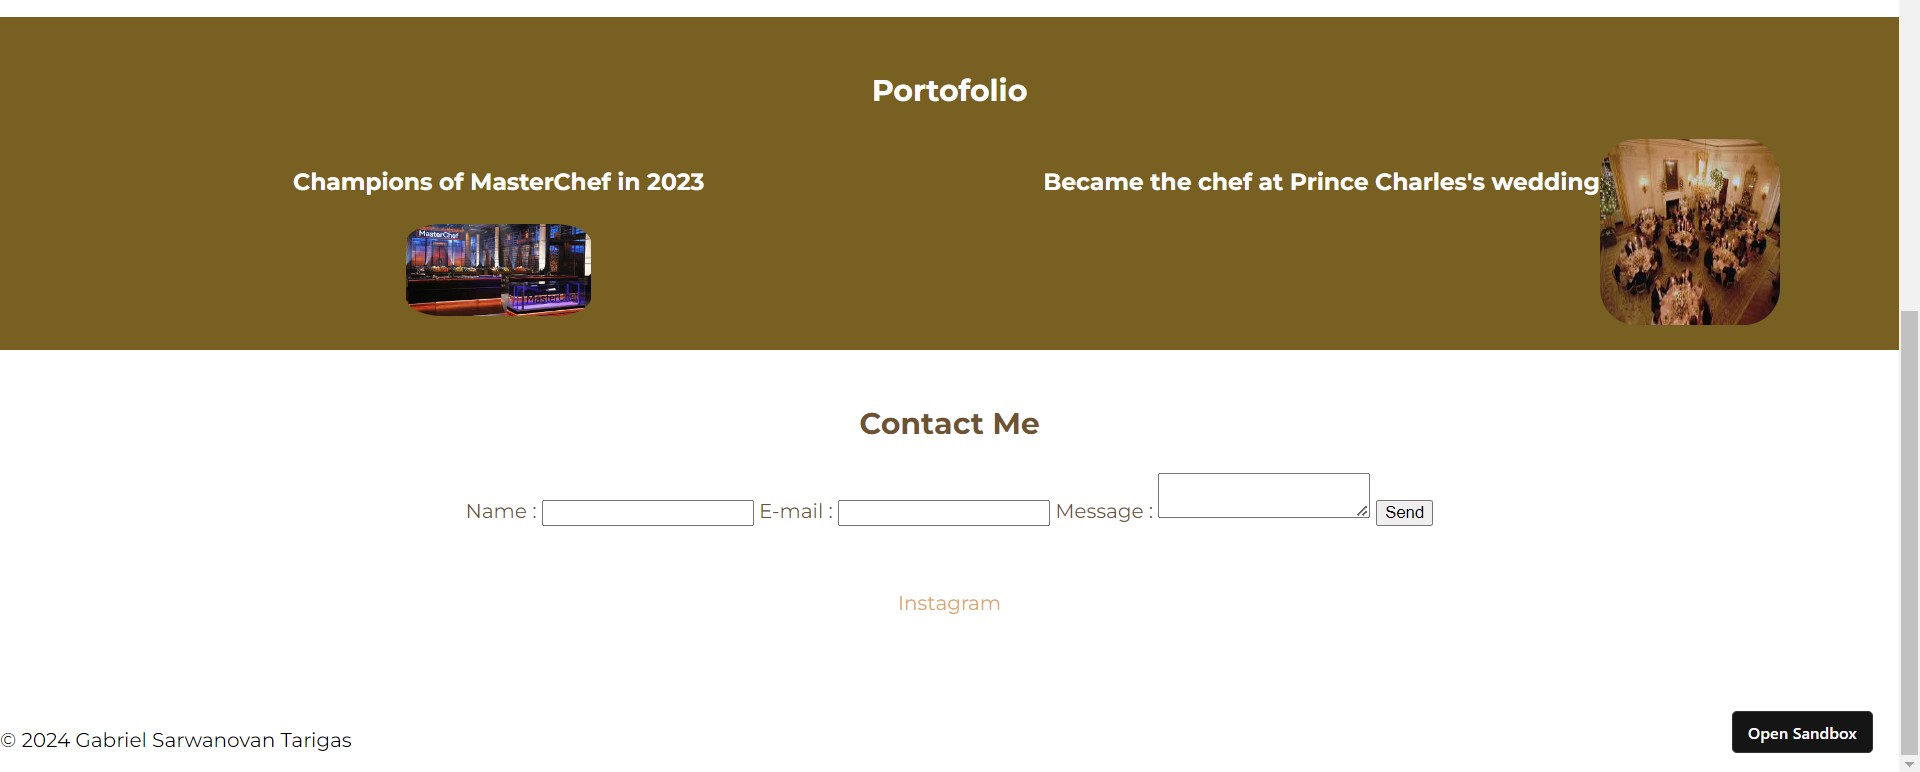 Portofolio
Champions of MasterChef in 2023
Became the chef at Prince Charles's wedding
MasterChef
Contact Me
Name :
E-mail :
Message :
Send
Instagram
© 2024 Gabriel Sarwanovan Tarigas
Open Sandbox